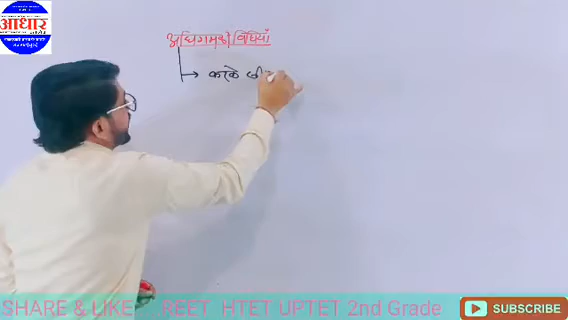 आधार
अधिगम की विधियाँ
→ करके
SHARE & LIKE REET HTET UPTET 2nd Grade
SUBSCRIBE